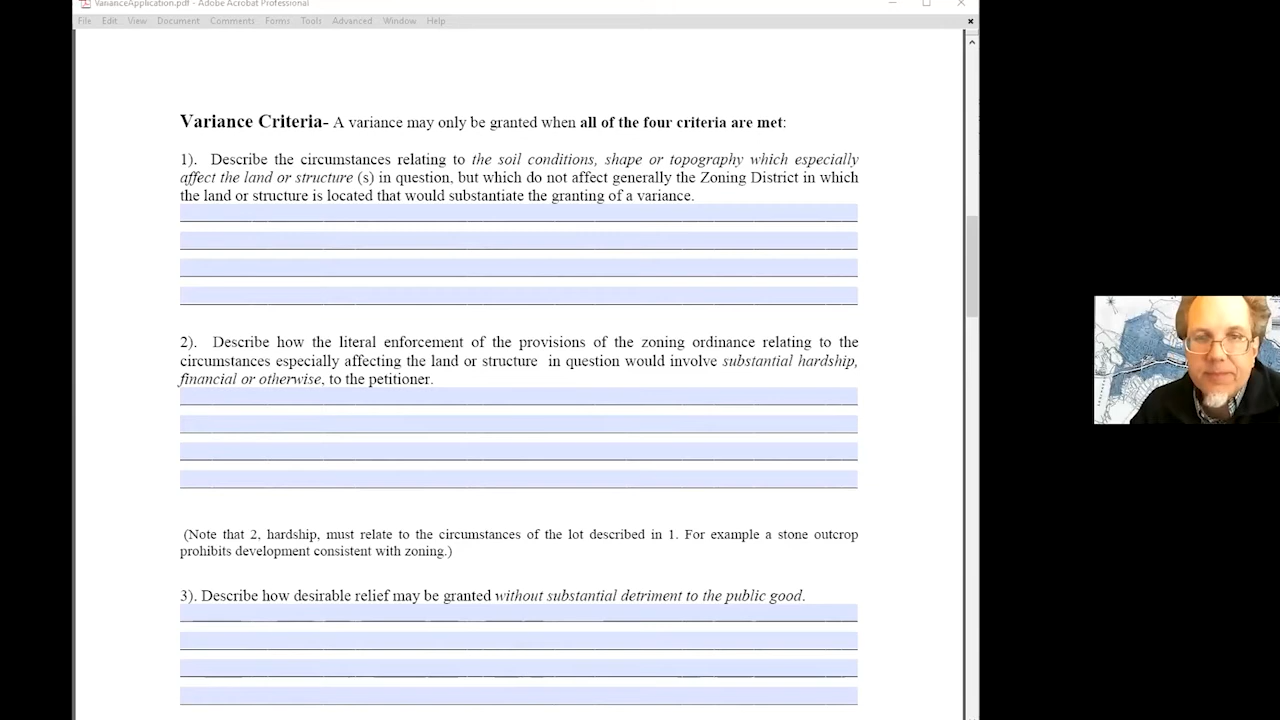 VarianceApplication.pdf - Adobe Acrobat Professional
File Edit View Document Comments Forms Tools Advanced Window Help
Variance Criteria- A variance may only be granted when all of the four criteria are met:
1). Describe the circumstances relating to the soil conditions, shape or topography which especially
affect the land or structure (s) in question, but which do not affect generally the Zoning District in which
the land or structure is located that would substantiate the granting of a variance.
2). Describe how the literal enforcement of the provisions of the zoning ordinance relating to the
circumstances especially affecting the land or structure in question would involve substantial hardship,
financial or otherwise, to the petitioner.
(Note that 2, hardship, must relate to the circumstances of the lot described in 1. For example a stone outcrop
prohibits development consistent with zoning.)
3). Describe how desirable relief may be granted without substantial detriment to the public good.